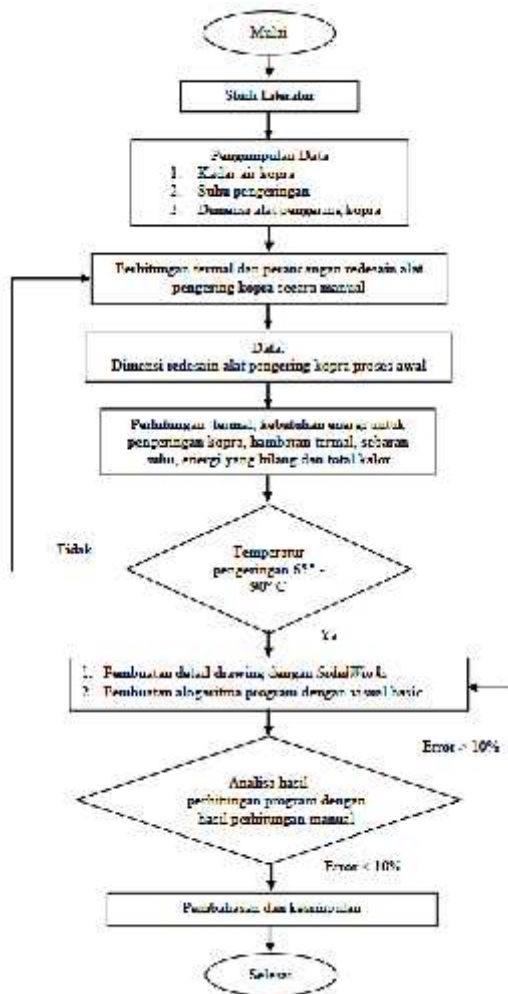 Mulai
Studi Literatur
Pengumpulan Data
1. Kadar air kopra
2. Suhu pengeringan
3. Dimensi alat pengering kopra
Perhitungan termal dan perancangan redesain alat
pengering kopra secara manual
Data:
Dimensi redesain alat pengering kopra proses awal
Perhitungan termal, kebutuhan energi untuk
pengeringan kopra, hambatan termal, sebaran
suhu, energi yang hilang dan total kalor
Tidak
Temperatur
pengeringan 65° -
90° C
Ya
1. Pembuatan detail drawing dengan SolidWorks
2. Pembuatan alogaritma program dengan visual basic
Error > 10%
Analisa hasil
perhitungan program dengan
hasil perhitungan manual
Error < 10%
Pembahasan dan kesimpulan
Selesai